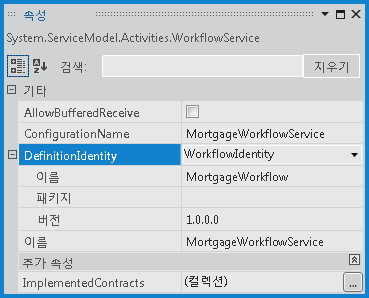 속성
System.ServiceModel.Activities.WorkflowService
검색: 지우기
기타
AllowBufferedReceive
ConfigurationName MortgageWorkflowService
DefinitionIdentity WorkflowIdentity
이름 MortgageWorkflow
패키지
버전 1.0.0.0
이름 MortgageWorkflowService
추가 속성
ImplementedContracts (컬렉션) ...